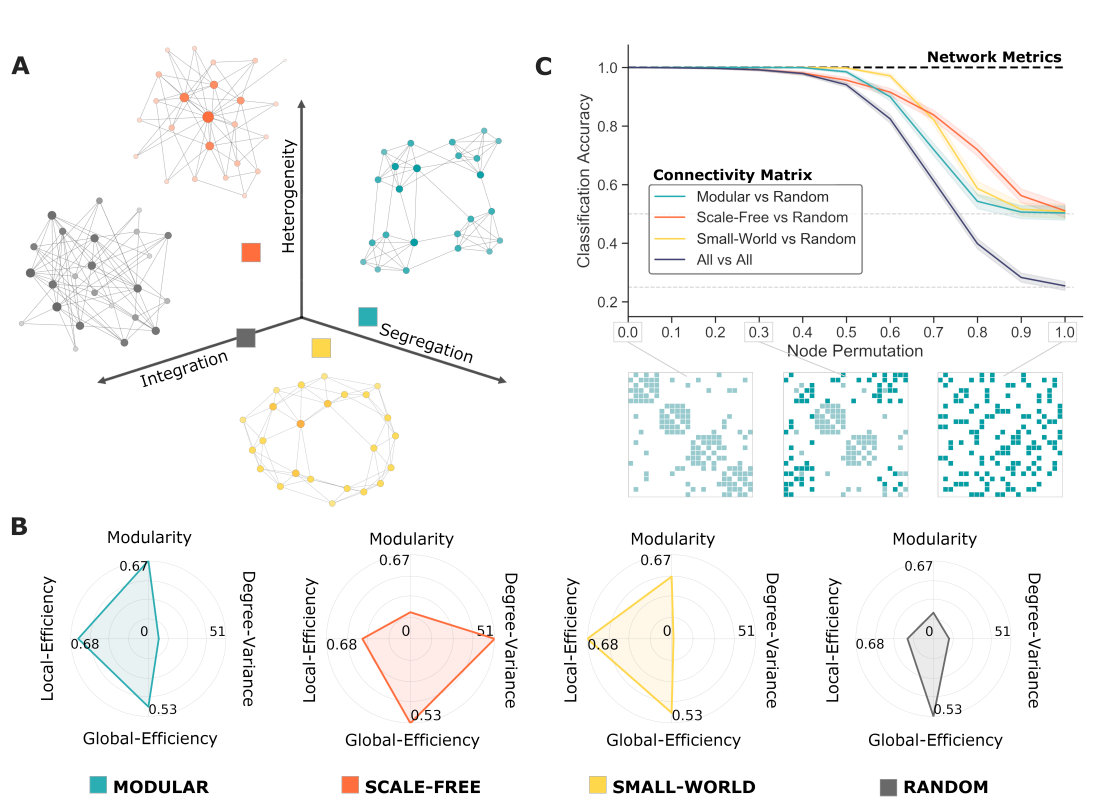 A
Heterogeneity
Integration
Segregation
C
Network Metrics
Classification Accuracy
1.0
0.8
0.6
0.4
0.2
Connectivity Matrix
Modular vs Random
Scale-Free vs Random
Small-World vs Random
All vs All
0.0 0.1 0.2 0.3 0.4 0.5 0.6 0.7 0.8 0.9 1.0
Node Permutation
B
Modularity
0.67
Local-Efficiency
0.68
0
51
Degree-Variance
0.53
Global-Efficiency
MODULAR
Modularity
0.67
Local-Efficiency
0.68
0
51
Degree-Variance
0.53
Global-Efficiency
SCALE-FREE
Modularity
0.67
Local-Efficiency
0.68
0
51
Degree-Variance
0.53
Global-Efficiency
SMALL-WORLD
Modularity
0.67
Local-Efficiency
0.68
0
51
Degree-Variance
0.53
Global-Efficiency
RANDOM